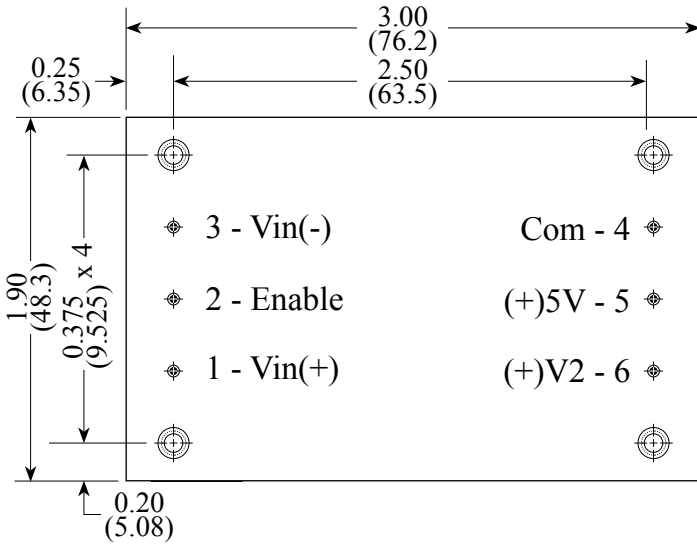 3.00
(76.2)
0.25
(6.35)
2.50
(63.5)
3 - Vin(-)
Com - 4
2 - Enable
(+)5V - 5
1 - Vin(+)
(+)V2 - 6
1.90
(48.3)
0.375
(9.525)
x 4
0.20
(5.08)